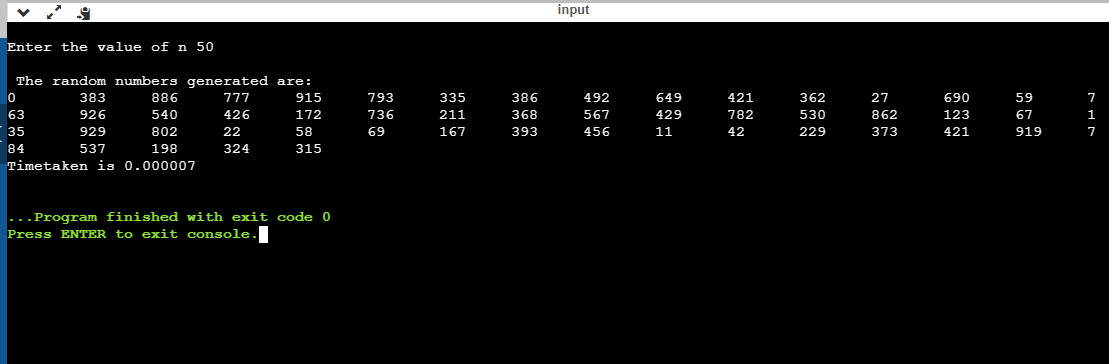 input
Enter the value of n 50
The random numbers generated are:
0 383 886 777 915 793 335 386 492 649 421 362 27 690 59 7
63 926 540 426 172 736 211 368 567 429 782 530 862 123 67 1
35 929 802 22 58 69 167 393 456 11 42 229 373 421 919 7
84 537 198 324 315
Timetaken is 0.000007
...Program finished with exit code 0
Press ENTER to exit console.